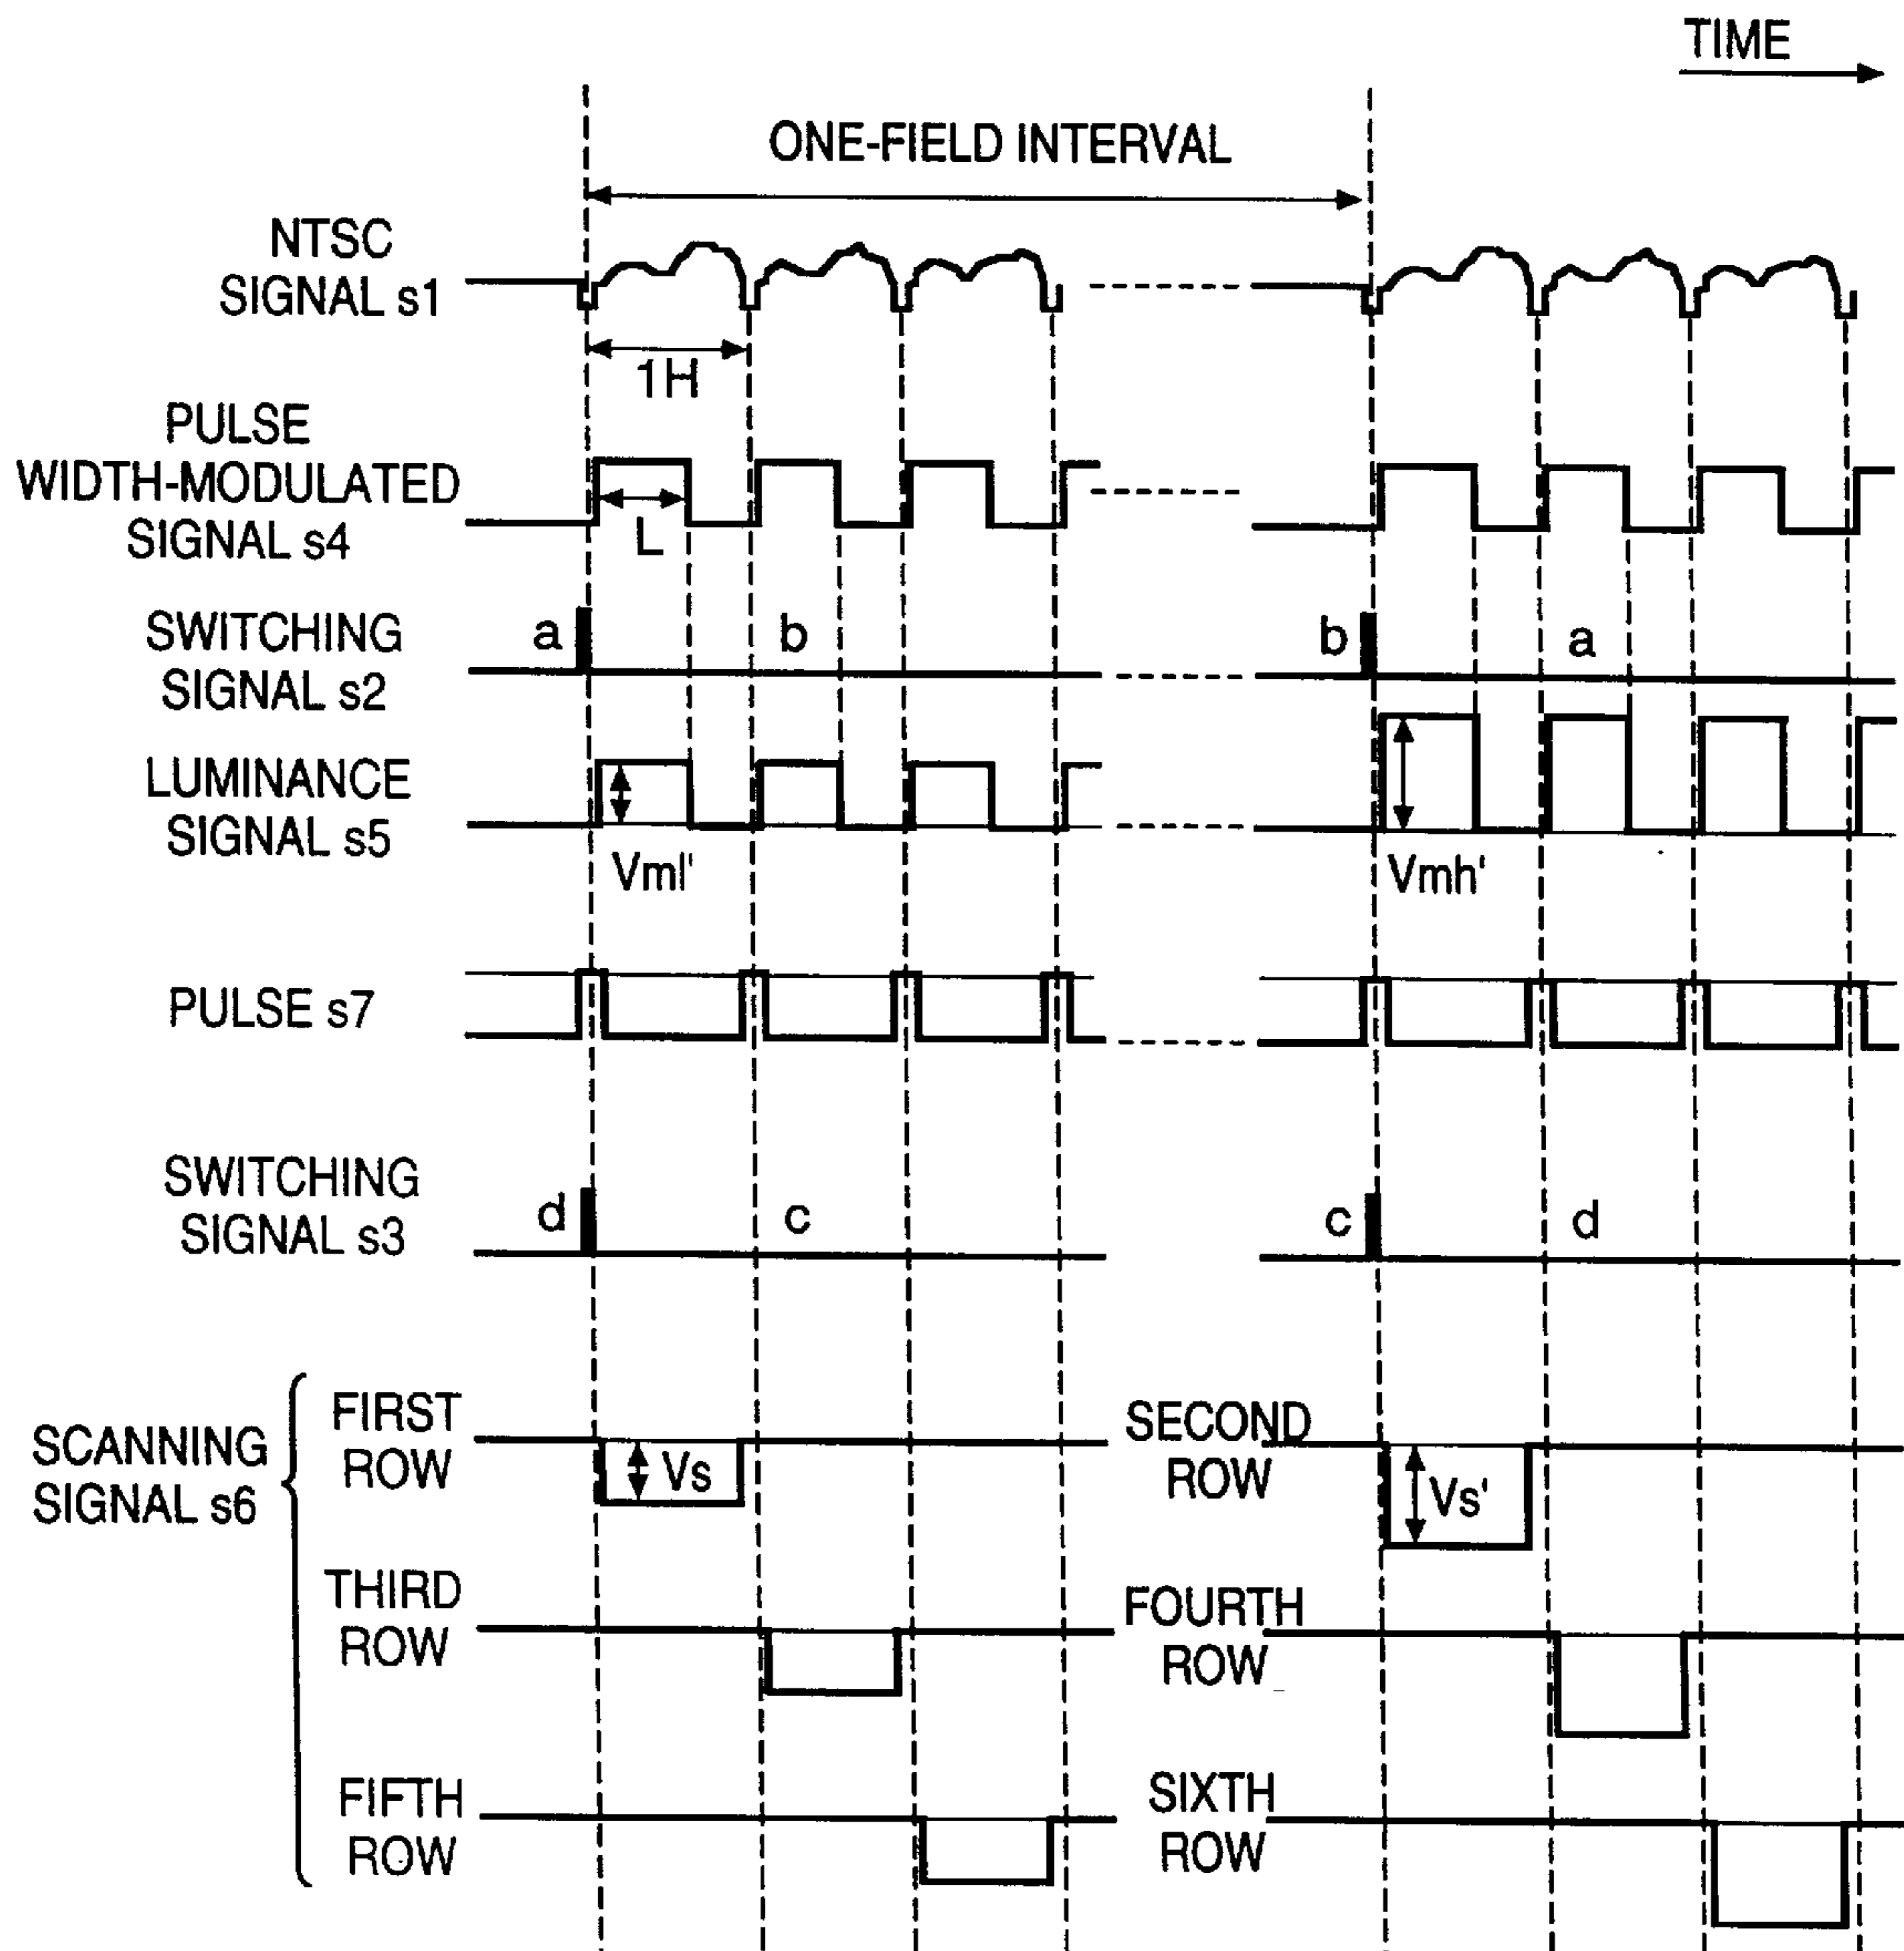 TIME
ONE-FIELD INTERVAL
NTSC
SIGNAL s1
1H
PULSE
WIDTH-MODULATED
SIGNAL s4
L
SWITCHING
SIGNAL s2
a b b a
LUMINANCE
SIGNAL s5
Vml' Vmh'
PULSE s7
SWITCHING
SIGNAL s3
d c c d
SCANNING
SIGNAL s6
FIRST
ROW
Vs
SECOND
ROW
Vs'
THIRD
ROW
FOURTH
ROW
FIFTH
ROW
SIXTH
ROW